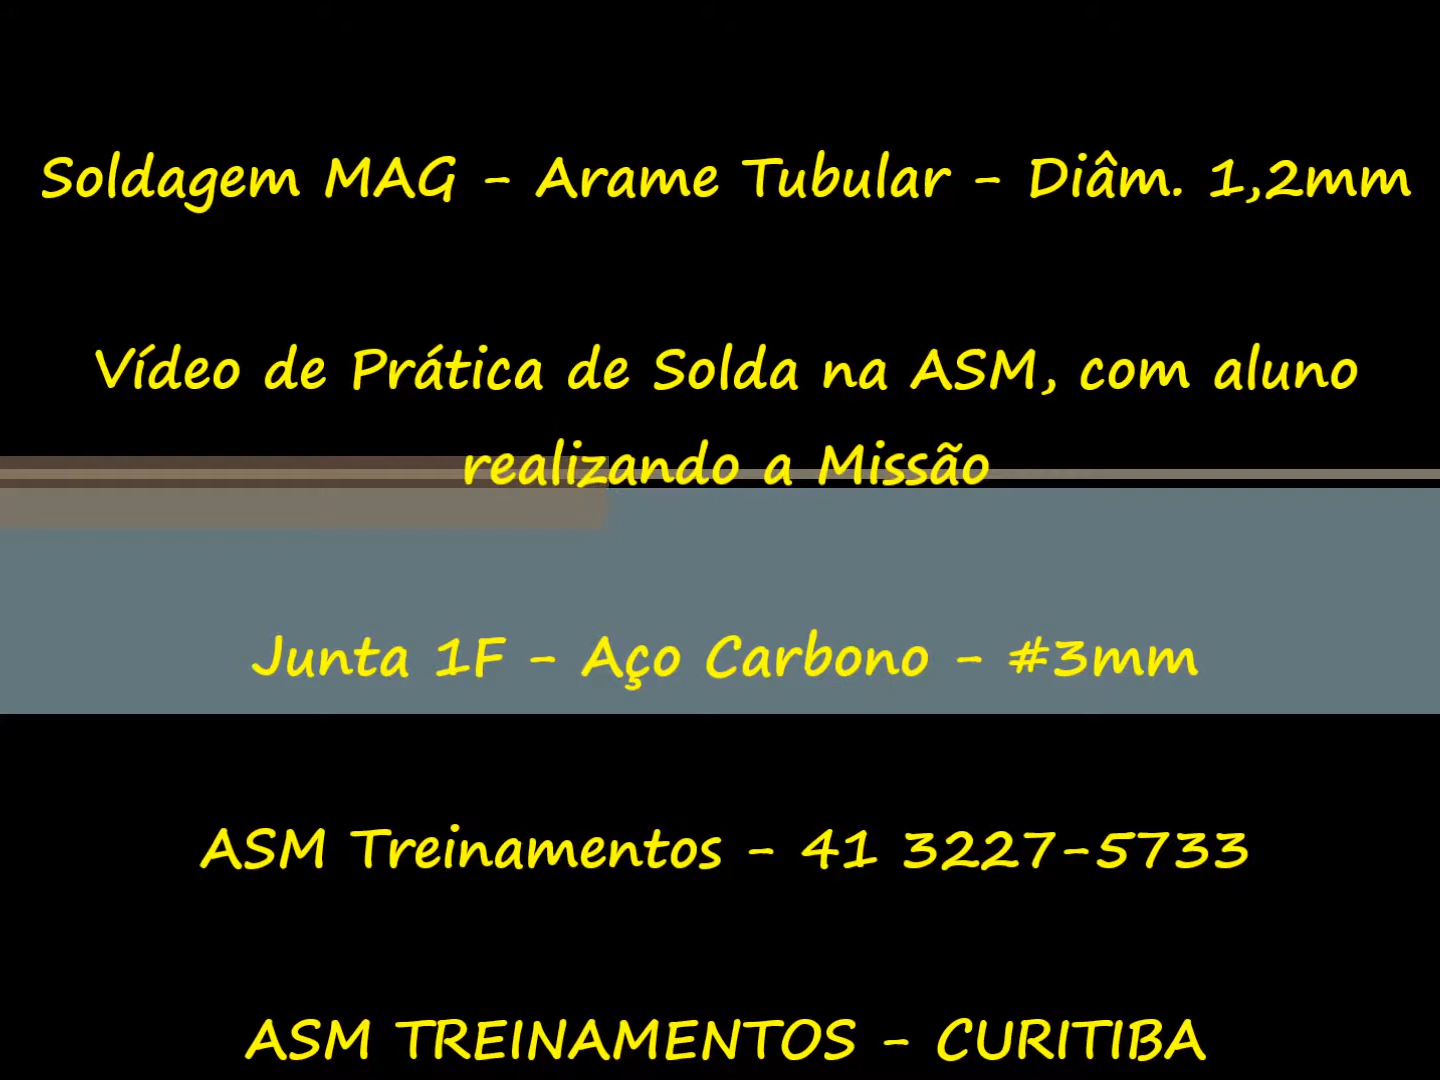 Soldagem MAG - Arame Tubular - Diâm. 1,2mm
Vídeo de Prática de Solda na ASM, com aluno
realizando a Missão
Junta 1F - Aço Carbono - #3mm
ASM Treinamentos - 41 3227-5733
ASM TREINAMENTOS - CURITIBA